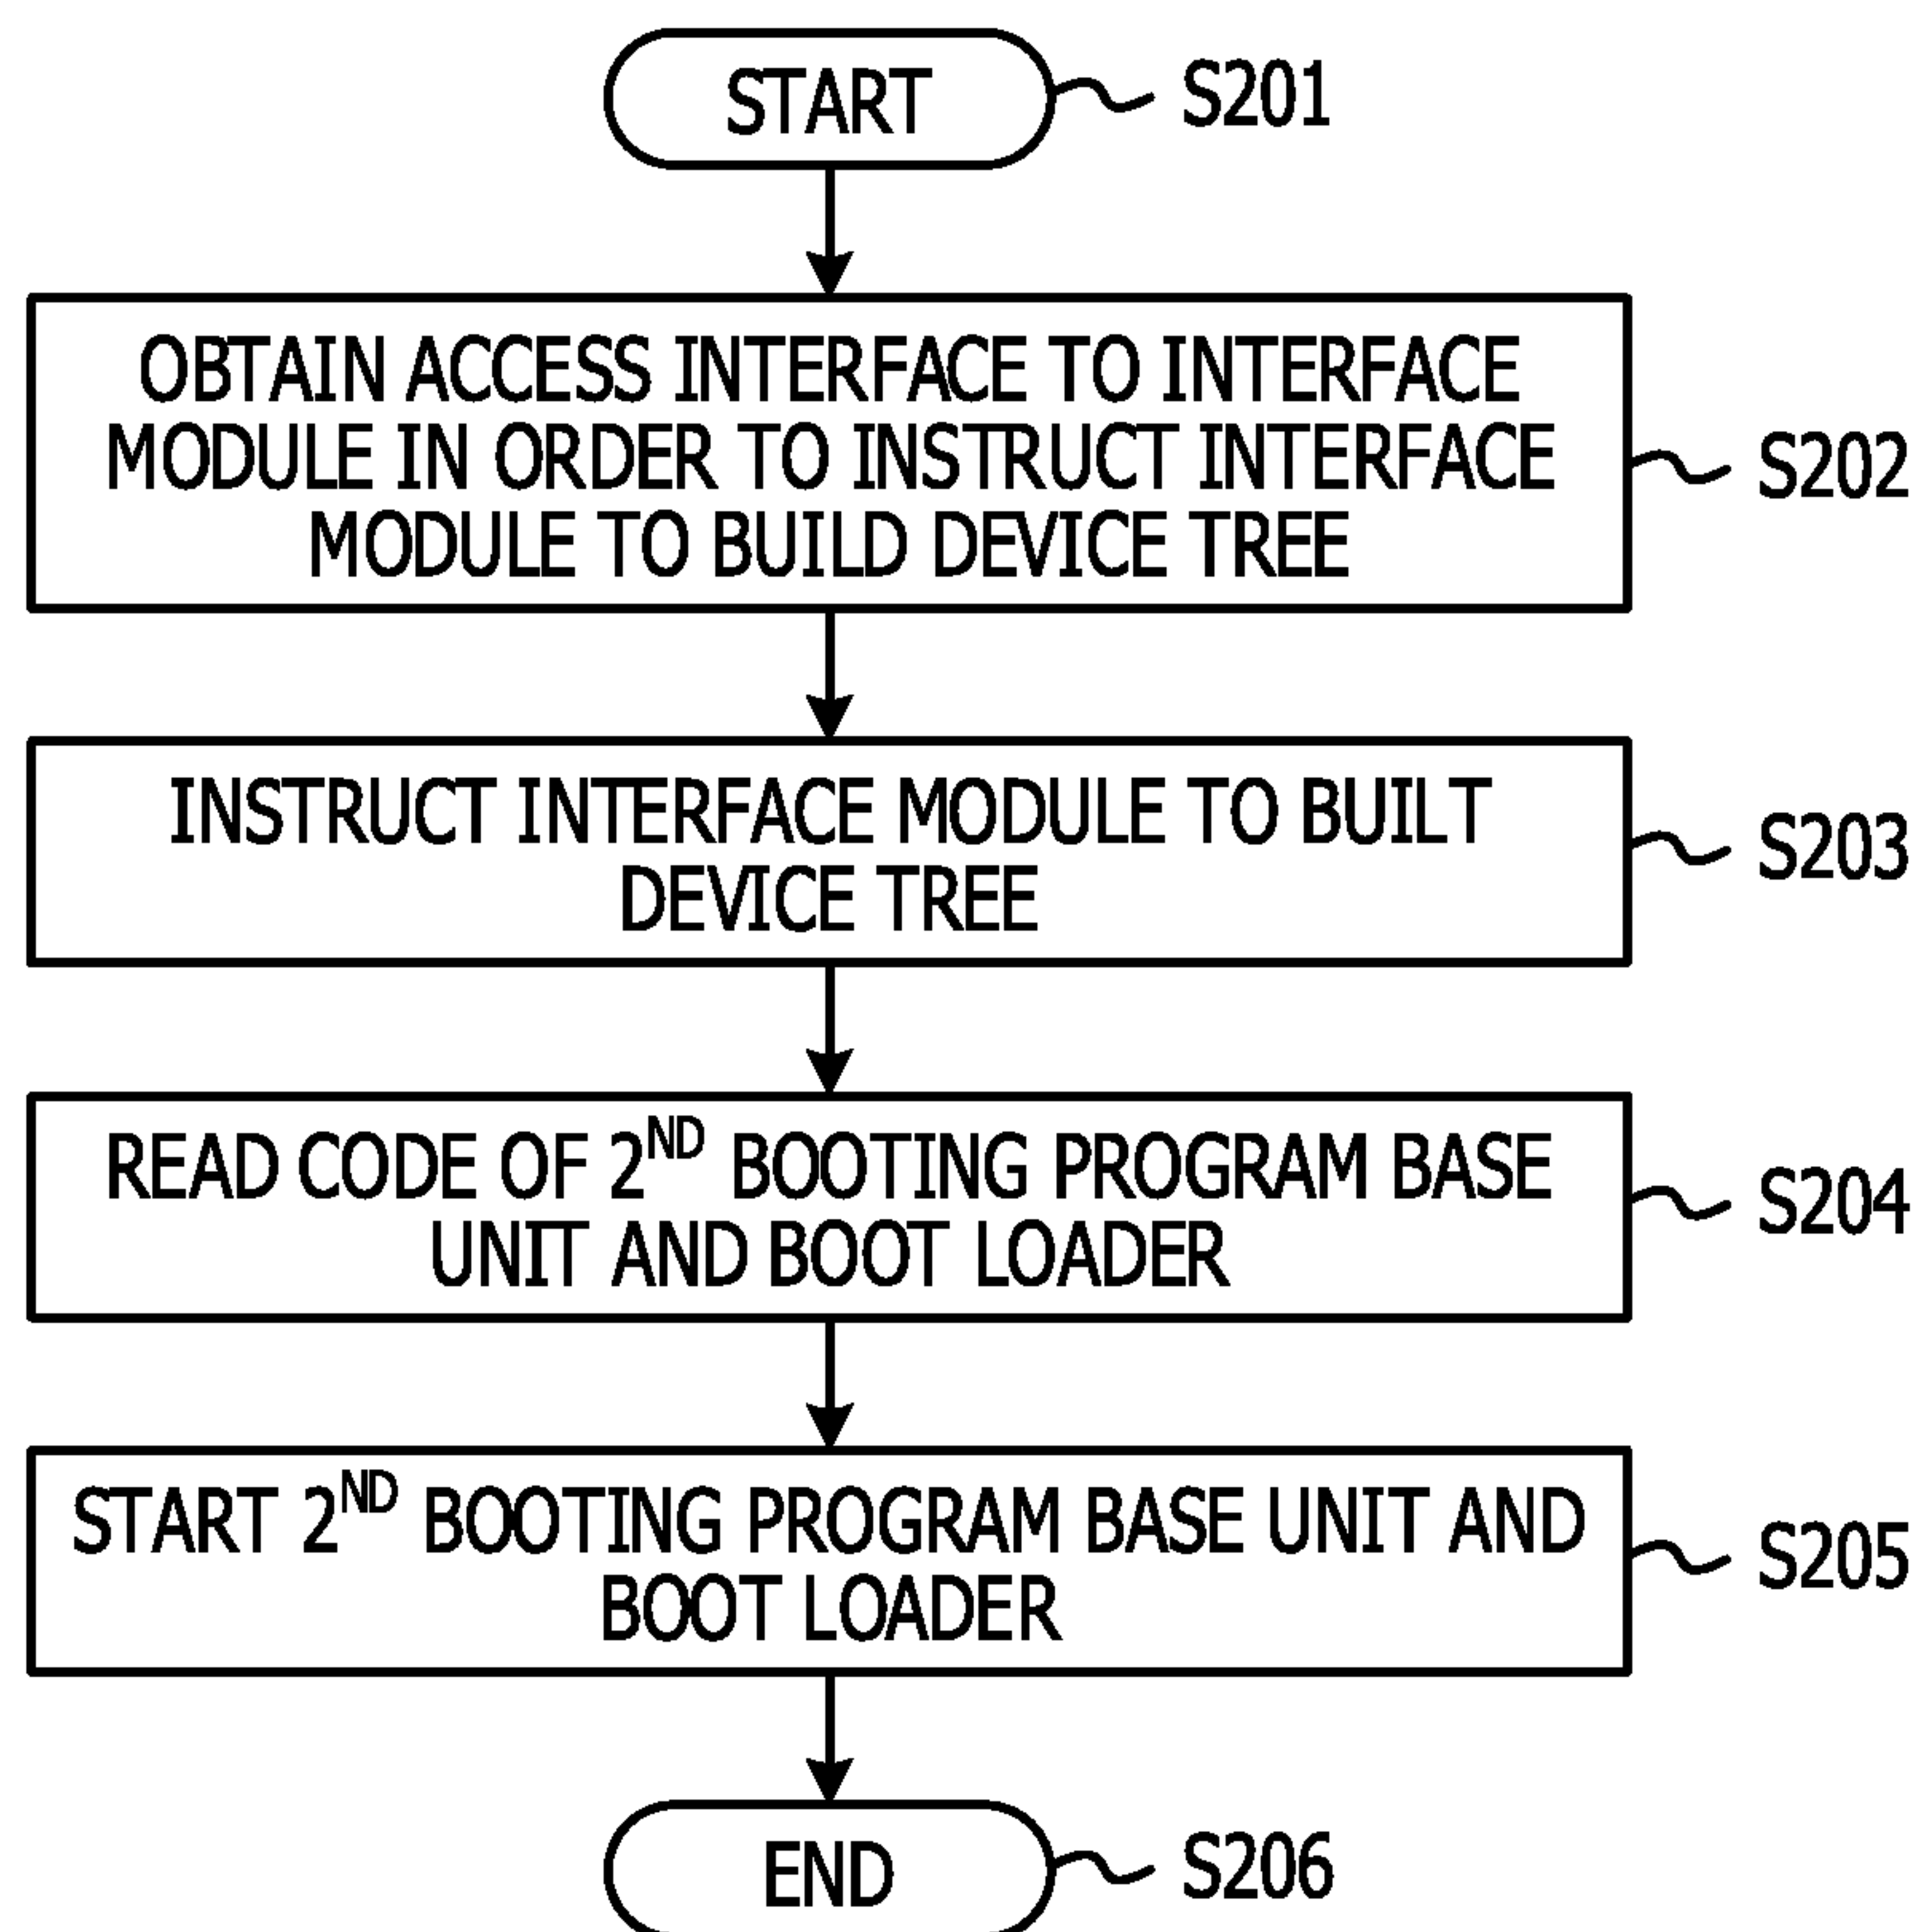 START
S201
OBTAIN ACCESS INTERFACE TO INTERFACE
MODULE IN ORDER TO INSTRUCT INTERFACE
MODULE TO BUILD DEVICE TREE
S202
INSTRUCT INTERFACE MODULE TO BUILT
DEVICE TREE
S203
READ CODE OF 2ND BOOTING PROGRAM BASE
UNIT AND BOOT LOADER
S204
START 2ND BOOTING PROGRAM BASE UNIT AND
BOOT LOADER
S205
END
S206